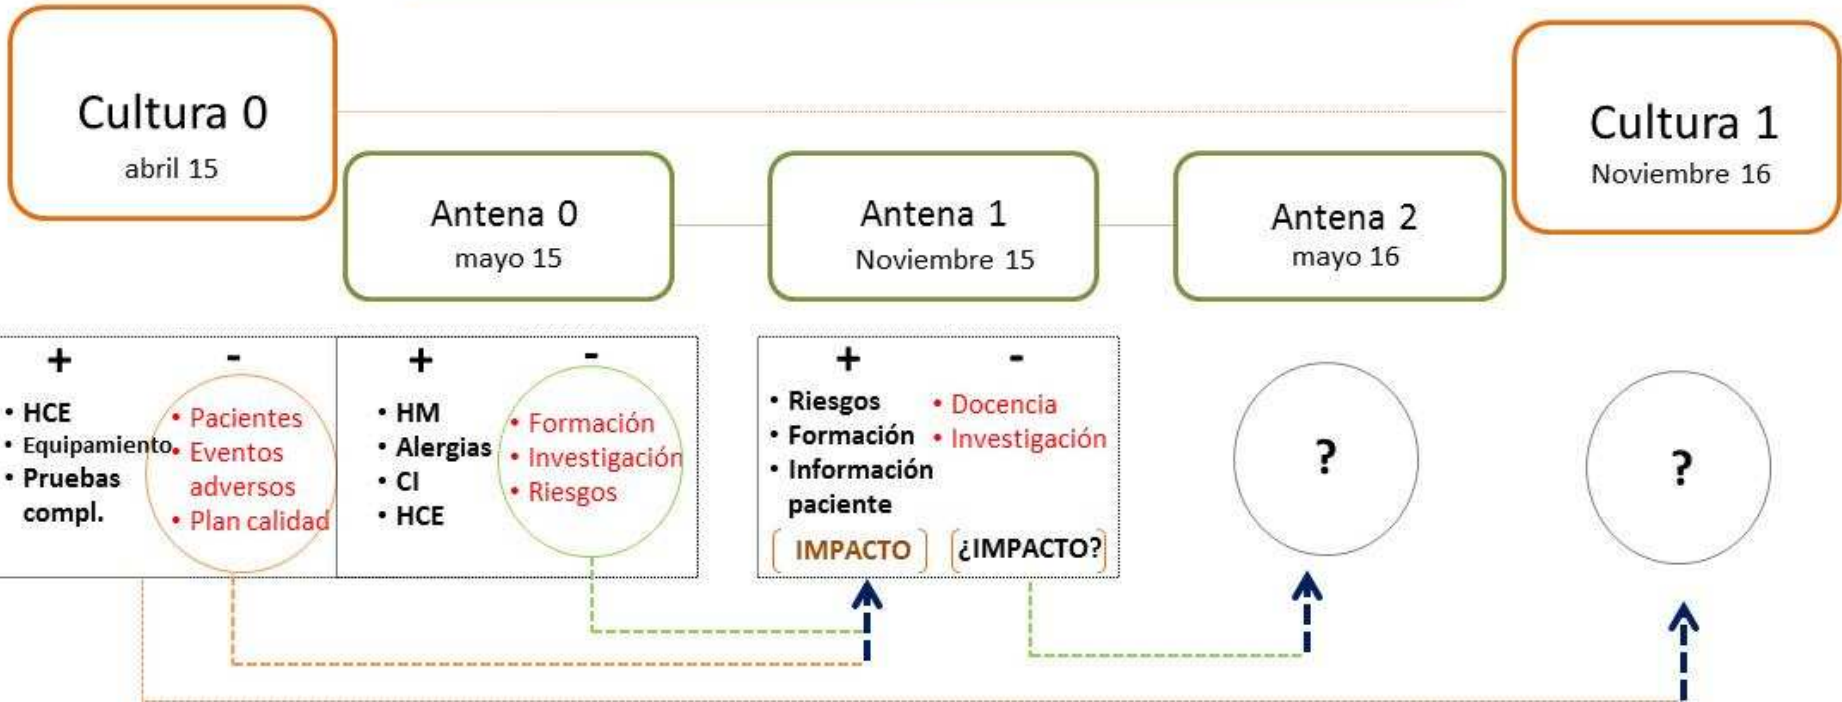 Cultura 0
abril 15
Antena 0
mayo 15
Antena 1
Noviembre 15
Antena 2
mayo 16
Cultura 1
Noviembre 16
+
• HCE
• Equipamiento
• Pruebas
compl.
-
• Pacientes
• Eventos
adversos
• Plan calidad
+
• HM
• Alergias
• CI
• HCE
-
• Formación
• Investigación
• Riesgos
+
• Riesgos
• Formación
• Información
paciente
IMPACTO
-
• Docencia
• Investigación
¿IMPACTO?
?
?